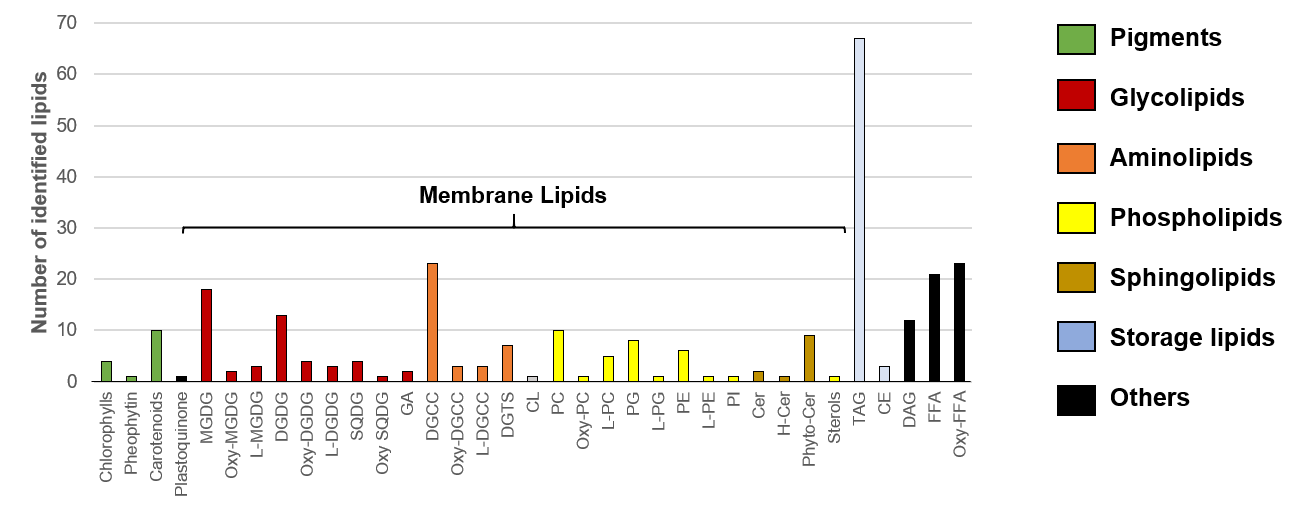 70
60
50
40
30
20
10
0
Number of identified lipids
Membrane Lipids
Chlorophylls
Pheophytin
Carotenoids
Plastoquinone
MGDG
Oxy-MGDG
L-MGDG
DGDG
Oxy-DGDG
L-DGDG
SQDG
Oxy SQDG
GA
DGCC
Oxy-DGCC
L-DGCC
DGTS
CL
PC
Oxy-PC
L-PC
PG
L-PG
PE
L-PE
PI
Cer
H-Cer
Phyto-Cer
Sterols
TAG
CE
DAG
FFA
Oxy-FFA
Pigments
Glycolipids
Aminolipids
Phospholipids
Sphingolipids
Storage lipids
Others